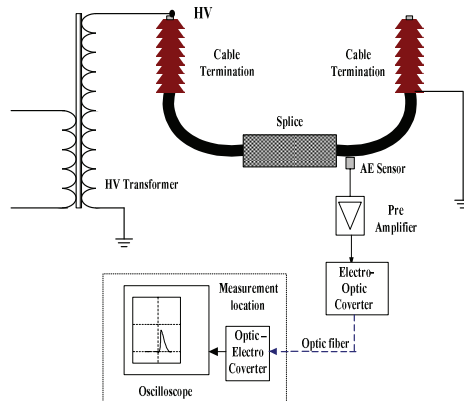 HV
Cable
Termination
Cable
Termination
Splice
HV Transformer
AE Sensor
Pre
Amplifier
Electro-
Optic
Coverter
Measurement
location
Optic –
Electro
Coverter
Optic fiber
Oscilloscope